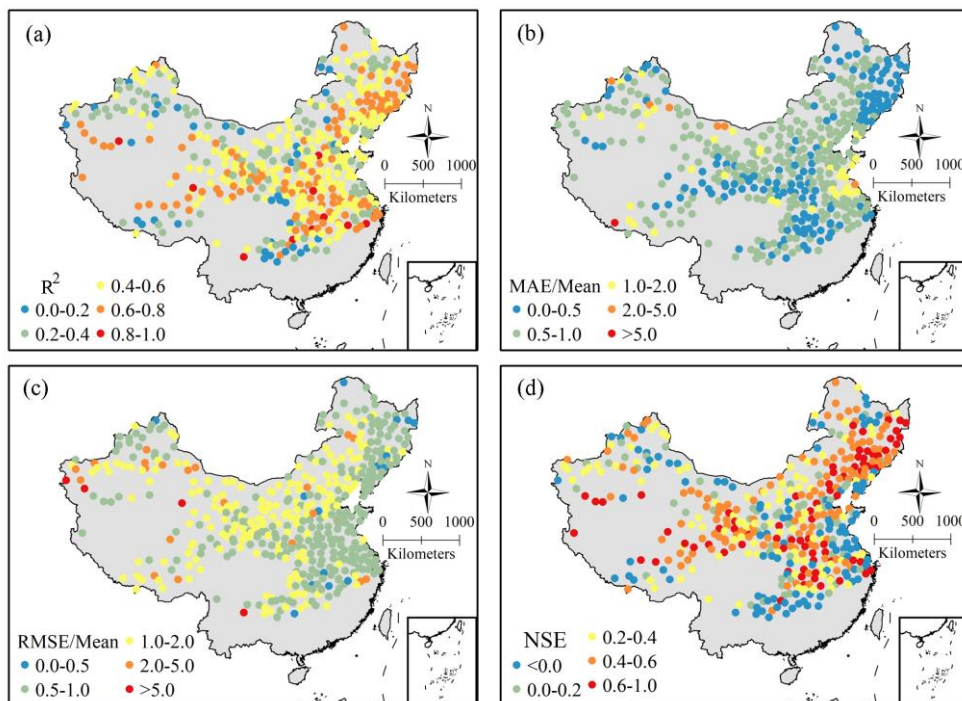 (a)
N
0 500 1000
Kilometers
R²
0.0-0.2
0.2-0.4
0.4-0.6
0.6-0.8
0.8-1.0
(b)
N
0 500 1000
Kilometers
MAE/Mean
0.0-0.5
0.5-1.0
1.0-2.0
2.0-5.0
>5.0
(c)
N
0 500 1000
Kilometers
RMSE/Mean
0.0-0.5
0.5-1.0
1.0-2.0
2.0-5.0
>5.0
(d)
N
0 500 1000
Kilometers
NSE
<0.0
0.0-0.2
0.2-0.4
0.4-0.6
0.6-1.0